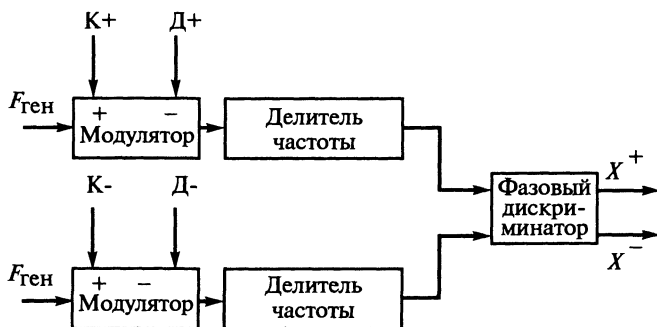 К+ Д+
Fген
+ −
Модулятор
Делитель
частоты
К- Д-
Фазовый
дискри-
минатор
X+
X−
Fген
+ −
Модулятор
Делитель
частоты